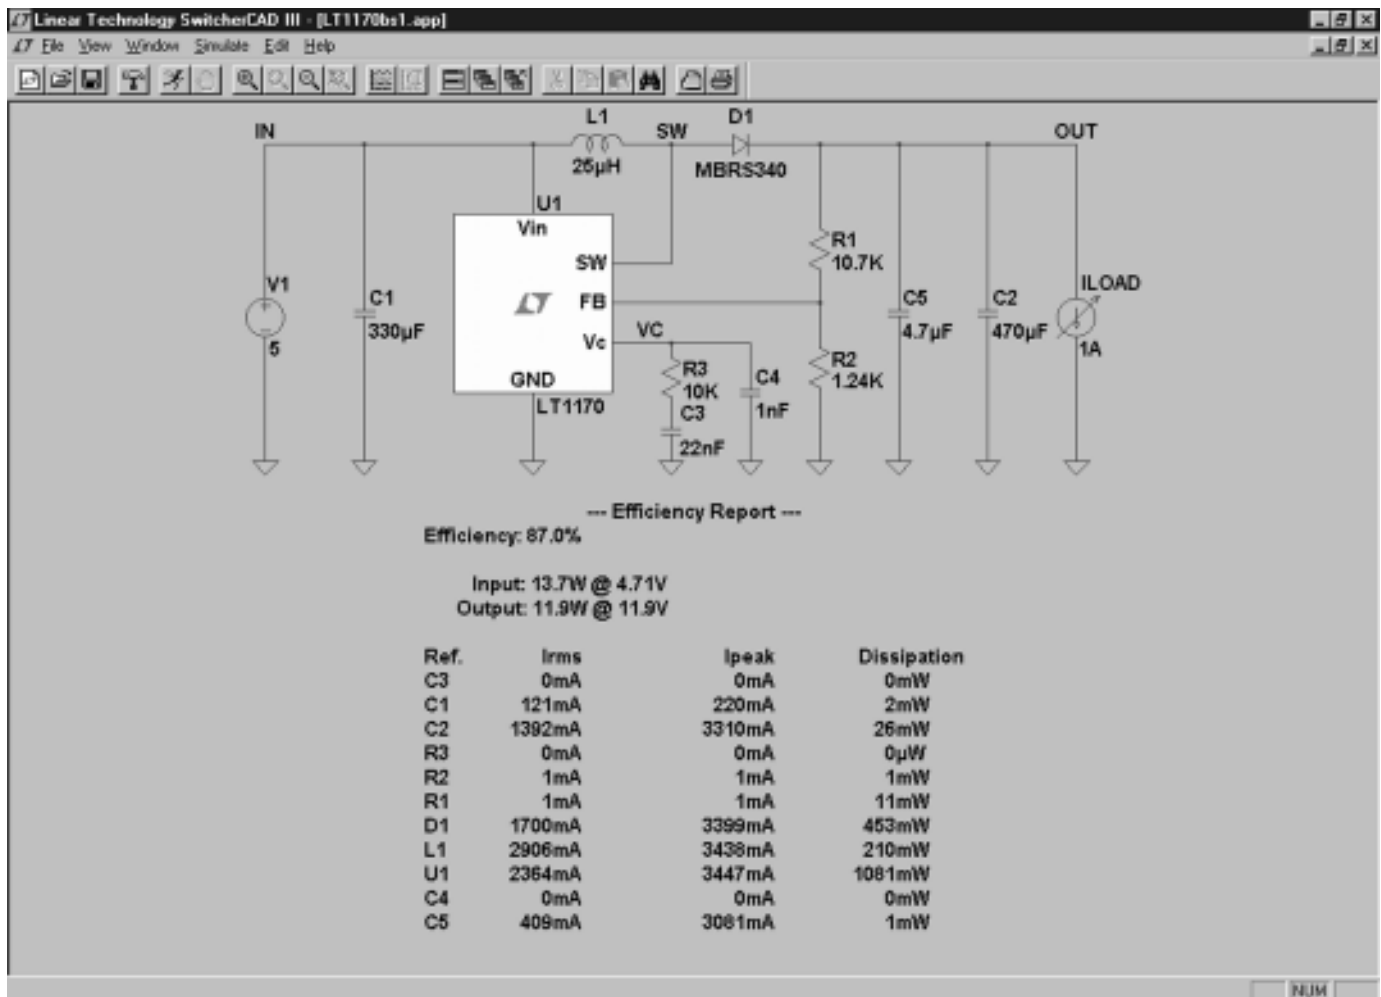 Linear Technology SwitcherCAD III - [LT1170bs1.app]
File View Window Simulate Edit Help
L1
D1
IN
SW
OUT
25µH
MBRS340
U1
Vin
SW
R1
10.7K
V1
5
C1
330µF
FB
C5
4.7µF
C2
470µF
ILOAD
1A
Vc
VC
R3
10K
C3
22nF
C4
1nF
R2
1.24K
GND
LT1170
--- Efficiency Report ---
Efficiency: 87.0%
Input: 13.7W @ 4.71V
Output: 11.9W @ 11.9V
Ref. Irms Ipeak Dissipation
C3 0mA 0mA 0mW
C1 121mA 220mA 2mW
C2 1392mA 3310mA 26mW
R3 0mA 0mA 0µW
R2 1mA 1mA 1mW
R1 1mA 1mA 11mW
D1 1700mA 3399mA 453mW
L1 2906mA 3438mA 210mW
U1 2364mA 3447mA 1081mW
C4 0mA 0mA 0mW
C5 409mA 3081mA 1mW
NUM